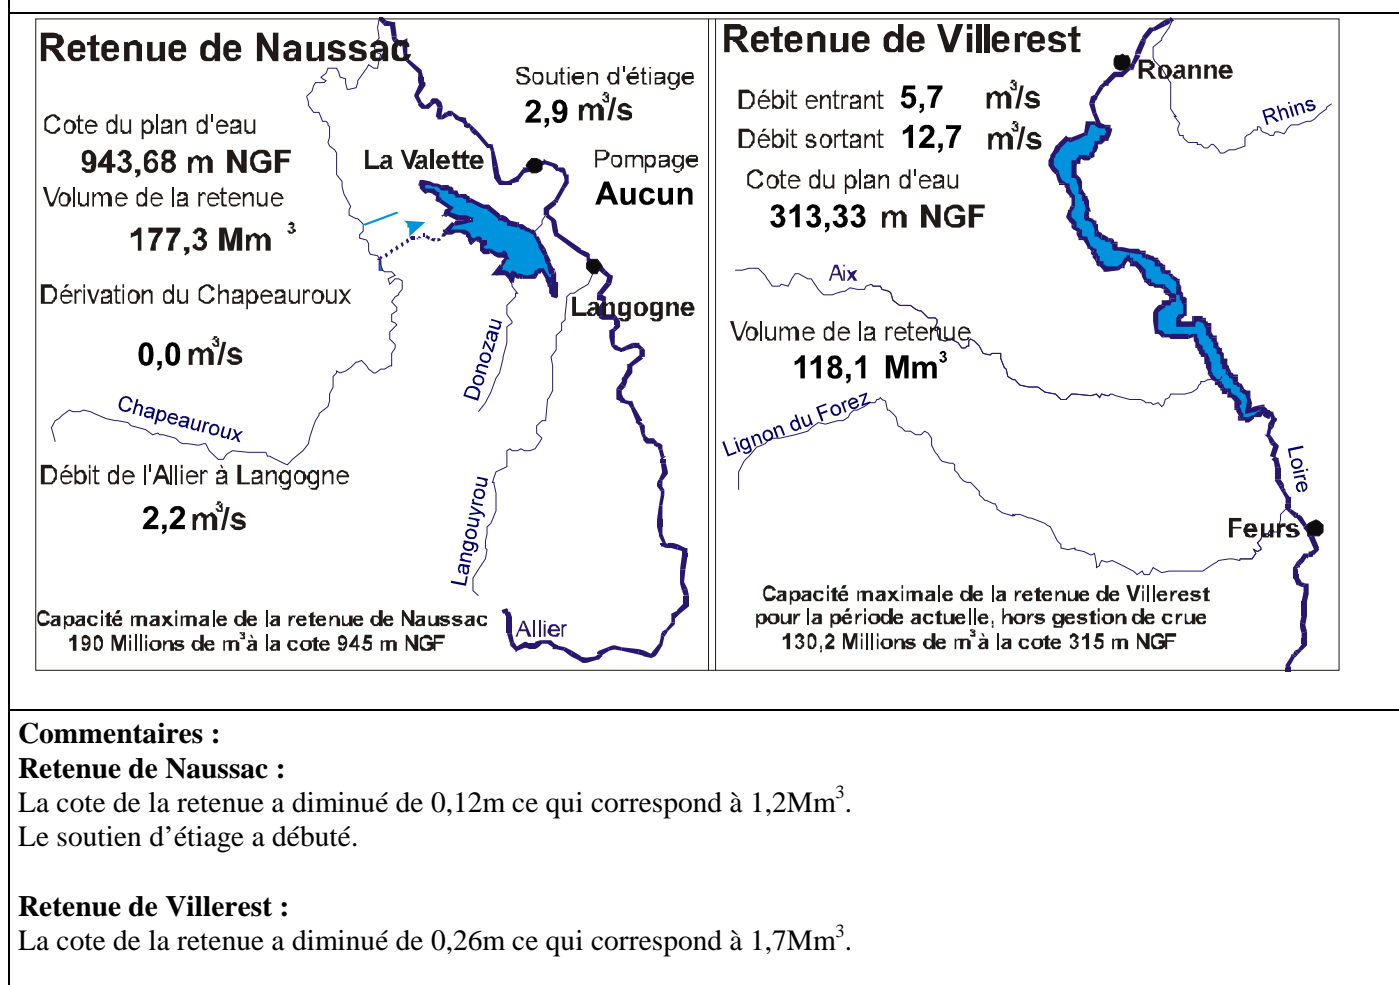 Retenue de Naussac
Soutien d'étiage
2,9 m³/s
Cote du plan d'eau
943,68 m NGF
La Valette
Pompage
Aucun
Volume de la retenue
177,3 Mm ³
Dérivation du Chapeauroux
Langogne
0,0 m³/s
Donozau
Chapeauroux
Débit de l'Allier à Langogne
2,2 m³/s
Langouyrou
Capacité maximale de la retenue de Naussac
190 Millions de m³à la cote 945 m NGF
Allier
Retenue de Villerest
Roanne
Débit entrant 5,7 m³/s
Rhins
Débit sortant 12,7 m³/s
Cote du plan d'eau
313,33 m NGF
Aix
Volume de la retenue
118,1 Mm³
Lignon du Forez
Loire
Feurs
Capacité maximale de la retenue de Villerest
pour la période actuelle, hors gestion de crue
130,2 Millions de m³à la cote 315 m NGF
Commentaires :
Retenue de Naussac :
La cote de la retenue a diminué de 0,12m ce qui correspond à 1,2Mm³.
Le soutien d’étiage a débuté.
Retenue de Villerest :
La cote de la retenue a diminué de 0,26m ce qui correspond à 1,7Mm³.